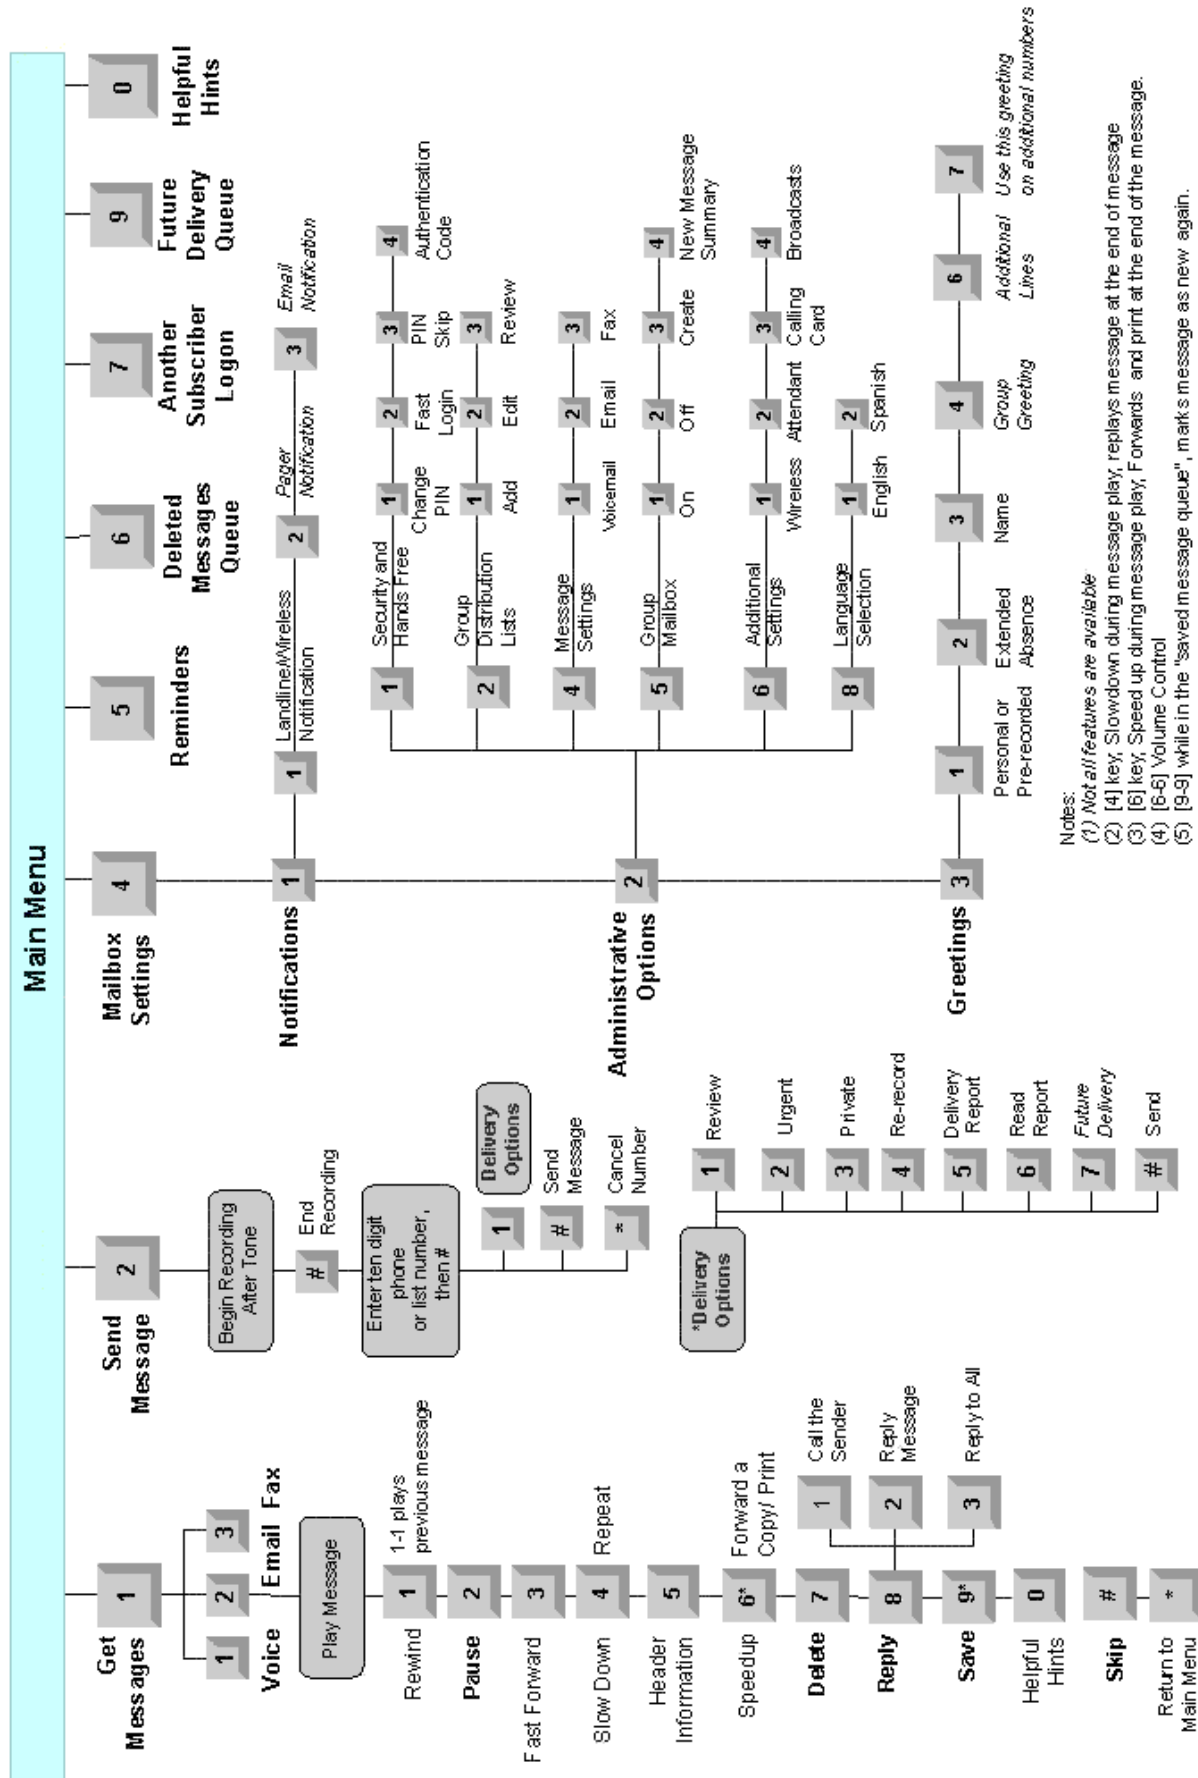 Main Menu
Get
Messages
1
1
2
3
Voice
Email
Fax
Play Message
Rewind
1
1-1 plays
previous message
Pause
2
Fast Forward
3
Slow Down
4
Repeat
Header
Information
5
Speedup
6*
Forward a
Copy/ Print
Delete
7
Reply
8
1
Call the
Sender
2
Reply
Message
3
Reply to All
Save
9*
Helpful
Hints
0
Skip
#
Return to
Main Menu
*
Send
Message
2
Begin Recording
After Tone
#
End
Recording
Enter ten digit
phone
or list number,
then #
1
Delivery
Options
#
Send
Message
*
Cancel
Number
*Delivery
Options
1
Review
2
Urgent
3
Private
4
Re-record
5
Delivery
Report
6
Read
Report
7
Future
Delivery
#
Send
Mailbox
Settings
4
Reminders
5
Deleted
Messages
Queue
6
Another
Subscriber
Logon
7
Future
Delivery
Queue
9
Helpful
Hints
0
Notifications
1
1
Landline/Wireless
Notification
2
Pager
Notification
3
Email
Notification
Administrative
Options
2
1
Security and
Hands Free
1
Change
PIN
2
Fast
Login
3
PIN
Skip
4
Authentication
Code
2
Group
Distribution
Lists
1
Add
2
Edit
3
Review
4
Message
Settings
1
Voicemail
2
Email
3
Fax
5
Group
Mailbox
1
On
2
Off
3
Create
4
New Message
Summary
6
Additional
Settings
1
Wireless
2
Attendant
3
Calling
Card
4
Broadcasts
8
Language
Selection
1
English
2
Spanish
Greetings
3
1
Personal or
Pre-recorded
2
Extended
Absence
3
Name
4
Group
Greeting
6
Additional
Lines
7
Use this greeting
on additional numbers
Notes:
(1) Not all features are available
(2) [4] key, Slowdown during message play, replays message at the end of message
(3) [6] key, Speed up during message play, Forwards and print at the end of the message.
(4) [6-6] Volume Control
(5) [9-9] while in the "saved message queue", marks message as new again.